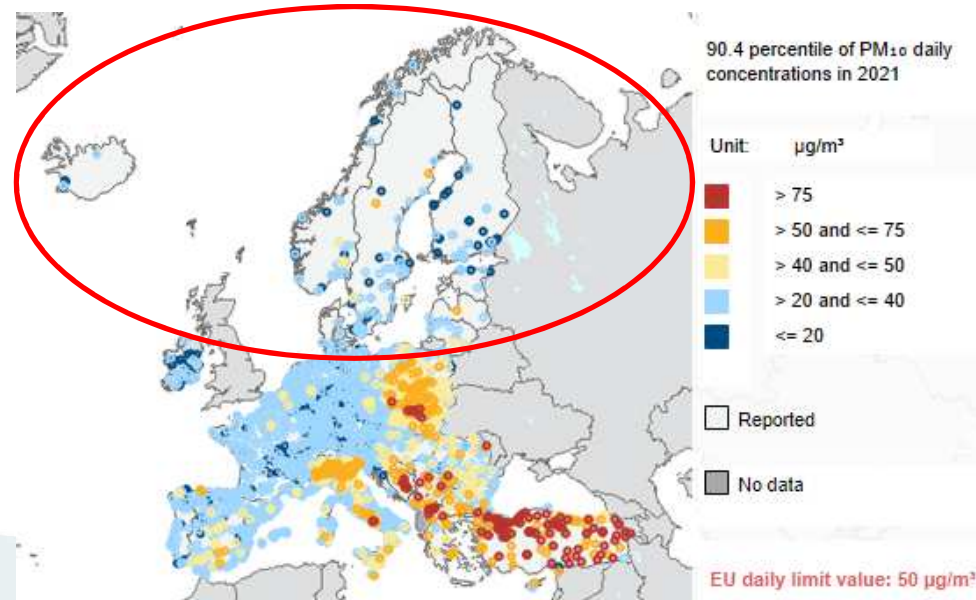 90.4 percentile of PM₁₀ daily
concentrations in 2021
Unit: µg/m³
> 75
> 50 and <= 75
> 40 and <= 50
> 20 and <= 40
<= 20
Reported
No data
EU daily limit value: 50 µg/m³